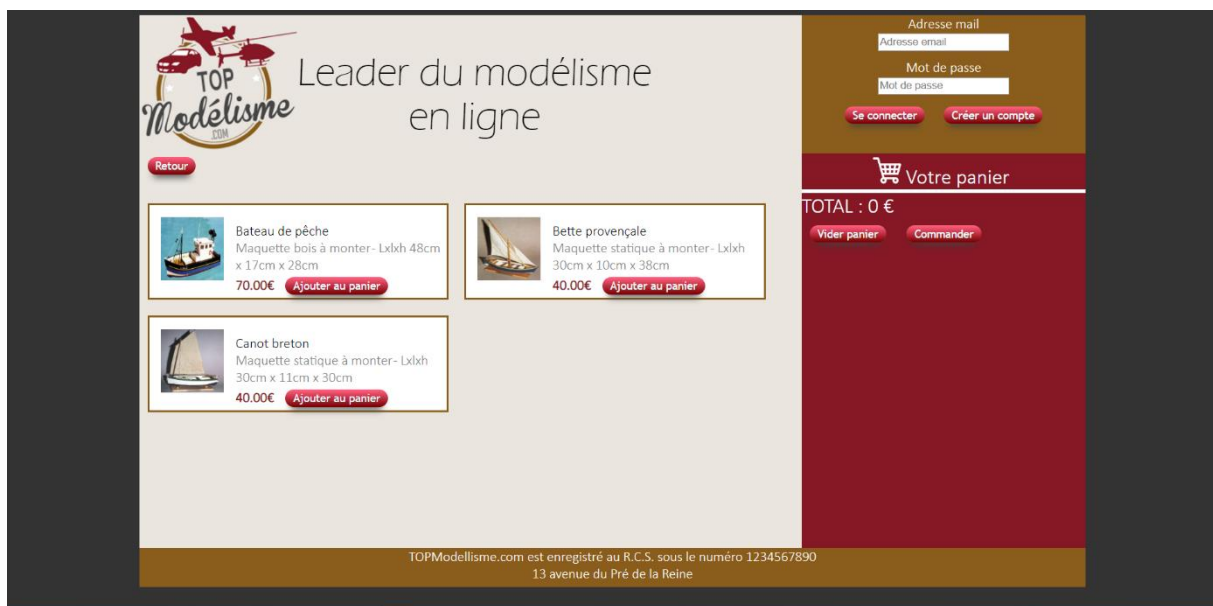 TOP
Modélisme
.COM
Leader du modélisme
en ligne
Retour
Bateau de pêche
Maquette bois à monter- Lxlxh 48cm
x 17cm x 28cm
70.00€ Ajouter au panier
Bette provençale
Maquette statique à monter- Lxlxh
30cm x 10cm x 38cm
40.00€ Ajouter au panier
Canot breton
Maquette statique à monter- Lxlxh
30cm x 11cm x 30cm
40.00€ Ajouter au panier
Adresse mail
Adresse email
Mot de passe
Mot de passe
Se connecter Créer un compte
Votre panier
TOTAL : 0 €
Vider panier Commander
TOPModellisme.com est enregistré au R.C.S. sous le numéro 1234567890
13 avenue du Pré de la Reine